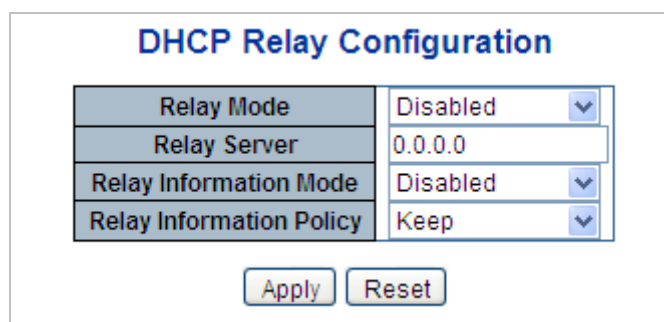 DHCP Relay Configuration
Relay Mode Disabled
Relay Server 0.0.0.0
Relay Information Mode Disabled
Relay Information Policy Keep
Apply Reset